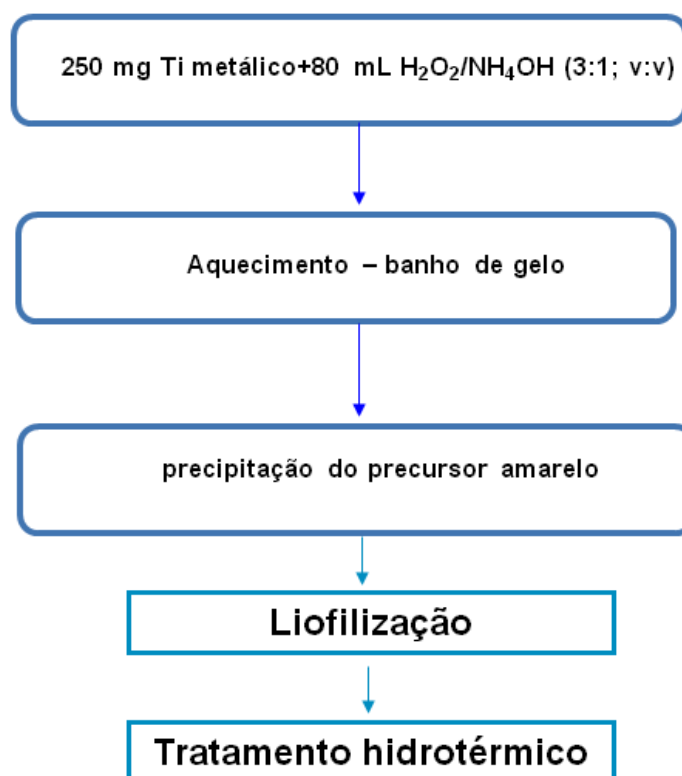 250 mg Ti metálico+80 mL H₂O₂/NH₄OH (3:1; v:v)
Aquecimento – banho de gelo
precipitação do precursor amarelo
Liofilização
Tratamento hidrotérmico